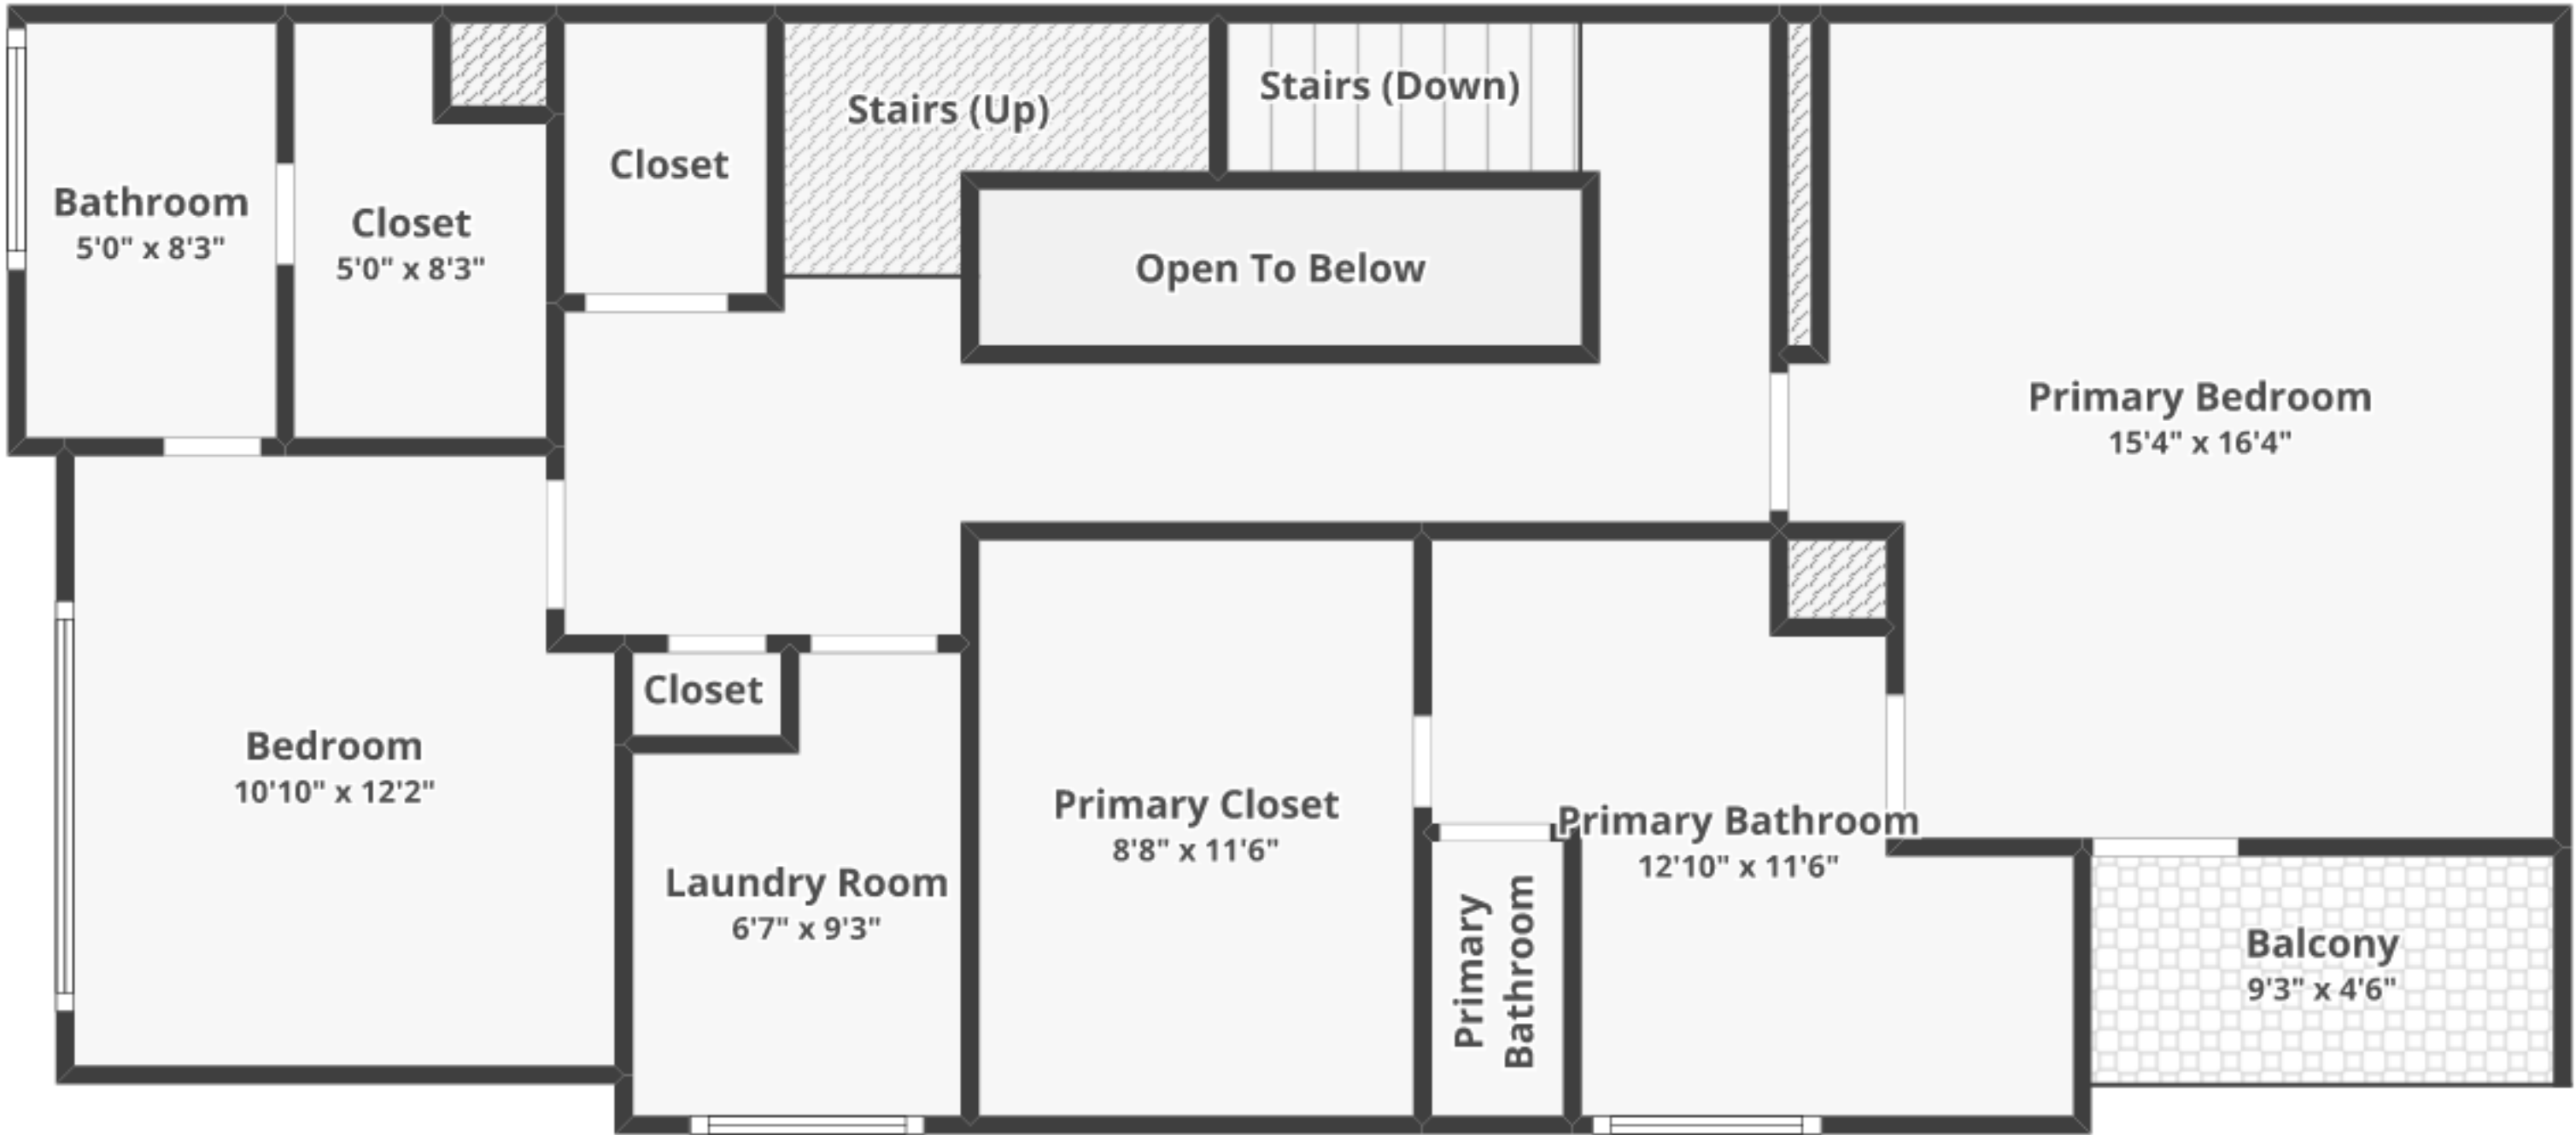 Stairs (Up)
Stairs (Down)
Closet
Bathroom
5'0" x 8'3"
Closet
5'0" x 8'3"
Open To Below
Primary Bedroom
15'4" x 16'4"
Closet
Bedroom
10'10" x 12'2"
Primary Closet
8'8" x 11'6"
Primary Bathroom
12'10" x 11'6"
Laundry Room
6'7" x 9'3"
Primary
Bathroom
Balcony
9'3" x 4'6"